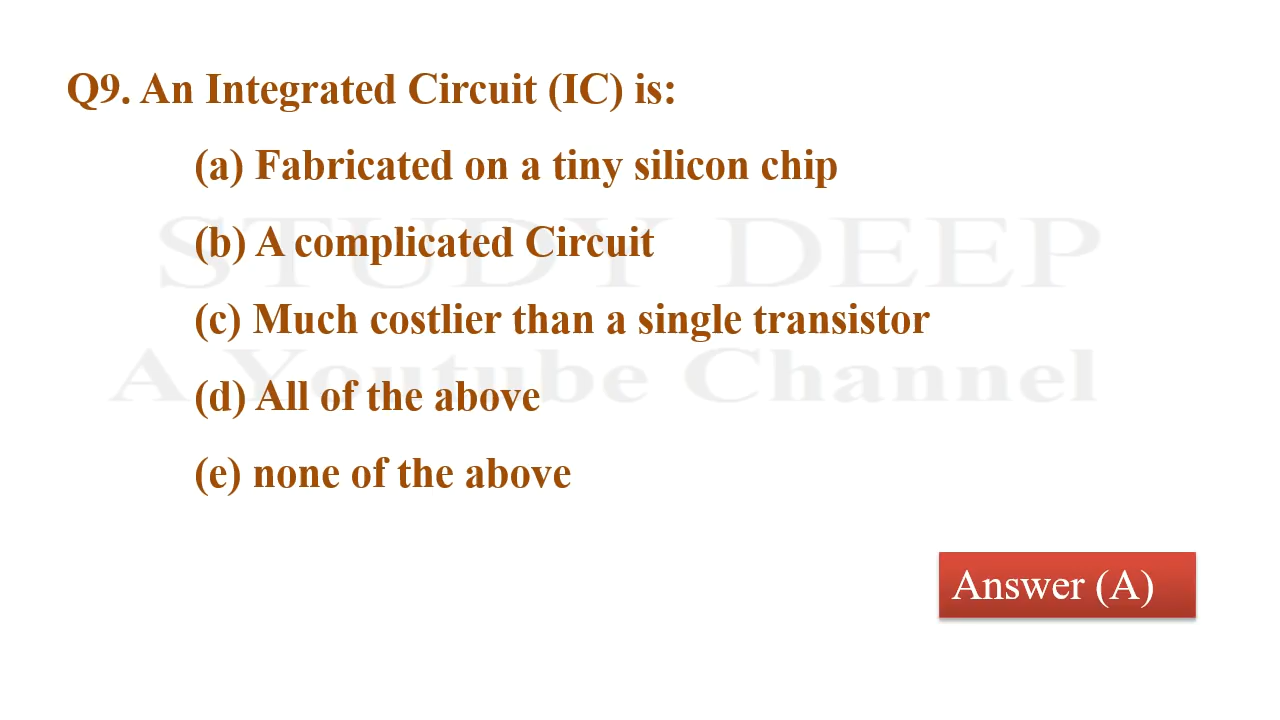 Q9. An Integrated Circuit (IC) is:
(a) Fabricated on a tiny silicon chip
STUDY DEEP
(b) A complicated Circuit
(c) Much costlier than a single transistor
A Youtube Channel
(d) All of the above
(e) none of the above
Answer (A)